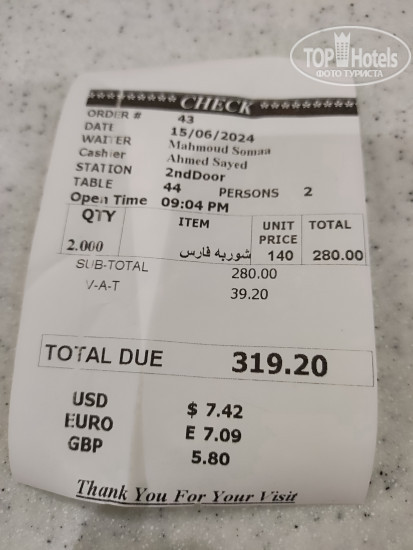 TOP Hotels
ФОТО ТУРИСТА
********* CHECK *********
ORDER # 43
DATE 15/06/2024
WAITER Mahmoud Somaa
Cashier Ahmed Sayed
STATION 2ndDoor
TABLE 44 PERSONS 2
Open Time 09:04 PM
QTY ITEM UNIT PRICE TOTAL
2.000 شوربه فارس 140 280.00
SUB-TOTAL 280.00
V-A-T 39.20
TOTAL DUE 319.20
USD $ 7.42
EURO E 7.09
GBP 5.80
Thank You For Your Visit